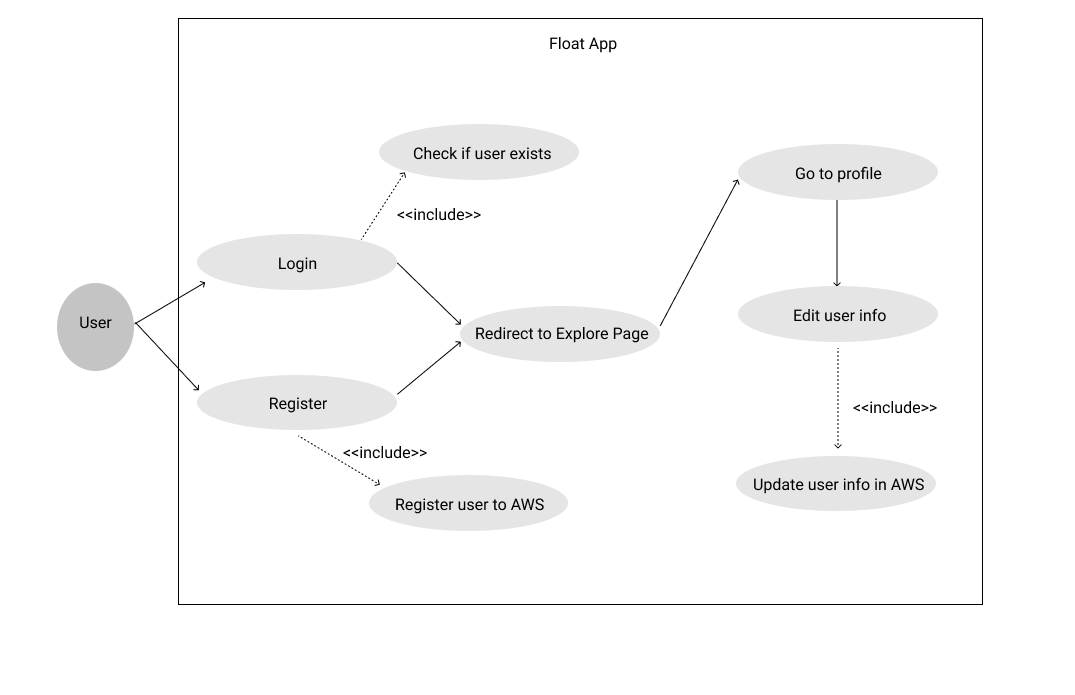 Float App
Check if user exists
Go to profile
<<include>>
Login
User
Edit user info
Redirect to Explore Page
Register
<<include>>
<<include>>
Register user to AWS
Update user info in AWS